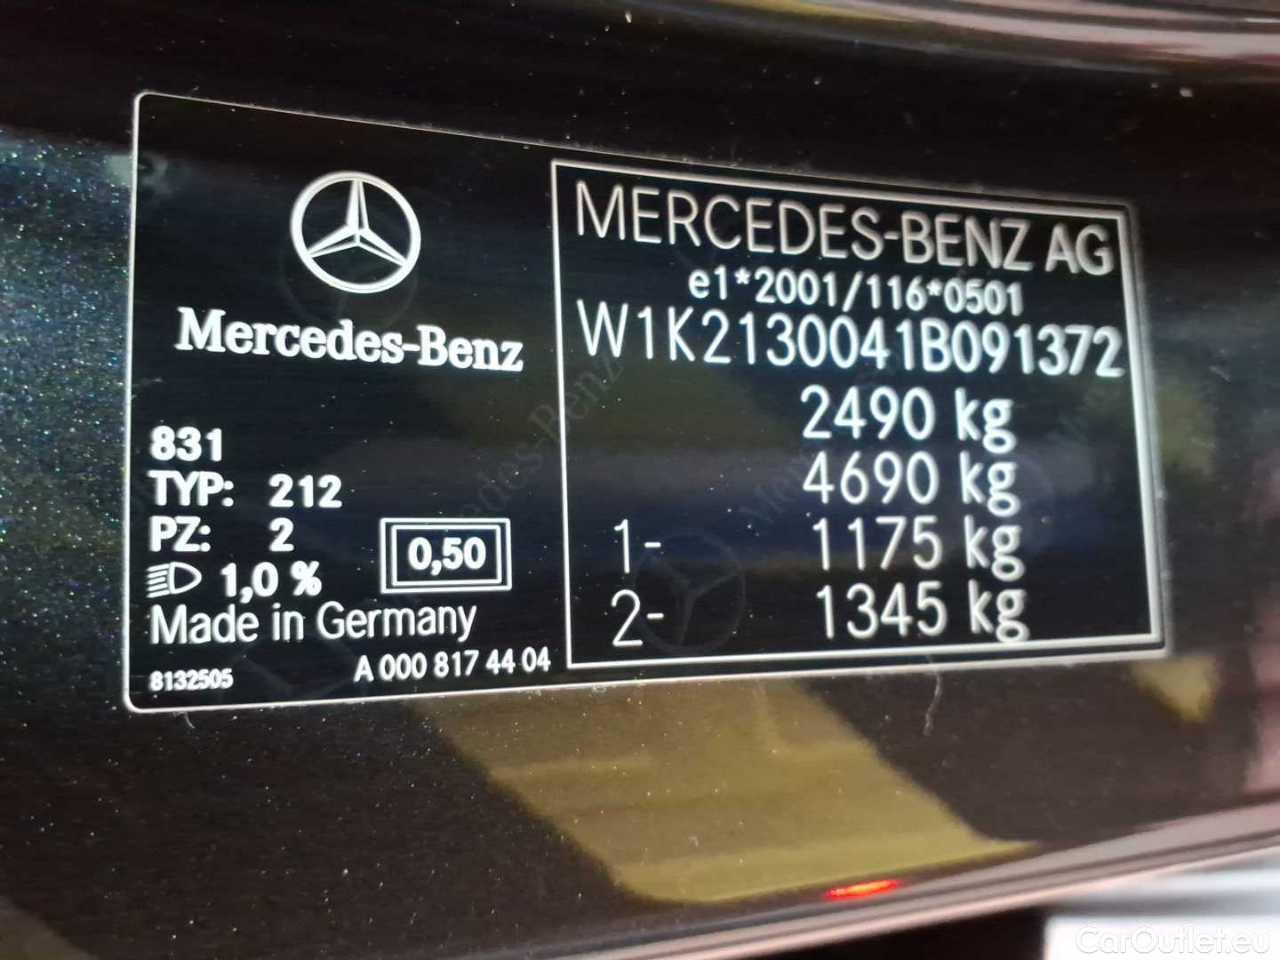 Mercedes-Benz
831
TYP: 212
PZ: 2
1,0 %
0,50
Made in Germany
8132505
A 000 817 44 04
MERCEDES-BENZ AG
e1*2001/116*0501
W1K2130041B091372
2490 kg
4690 kg
1- 1175 kg
2- 1345 kg
CarOutlet.eu